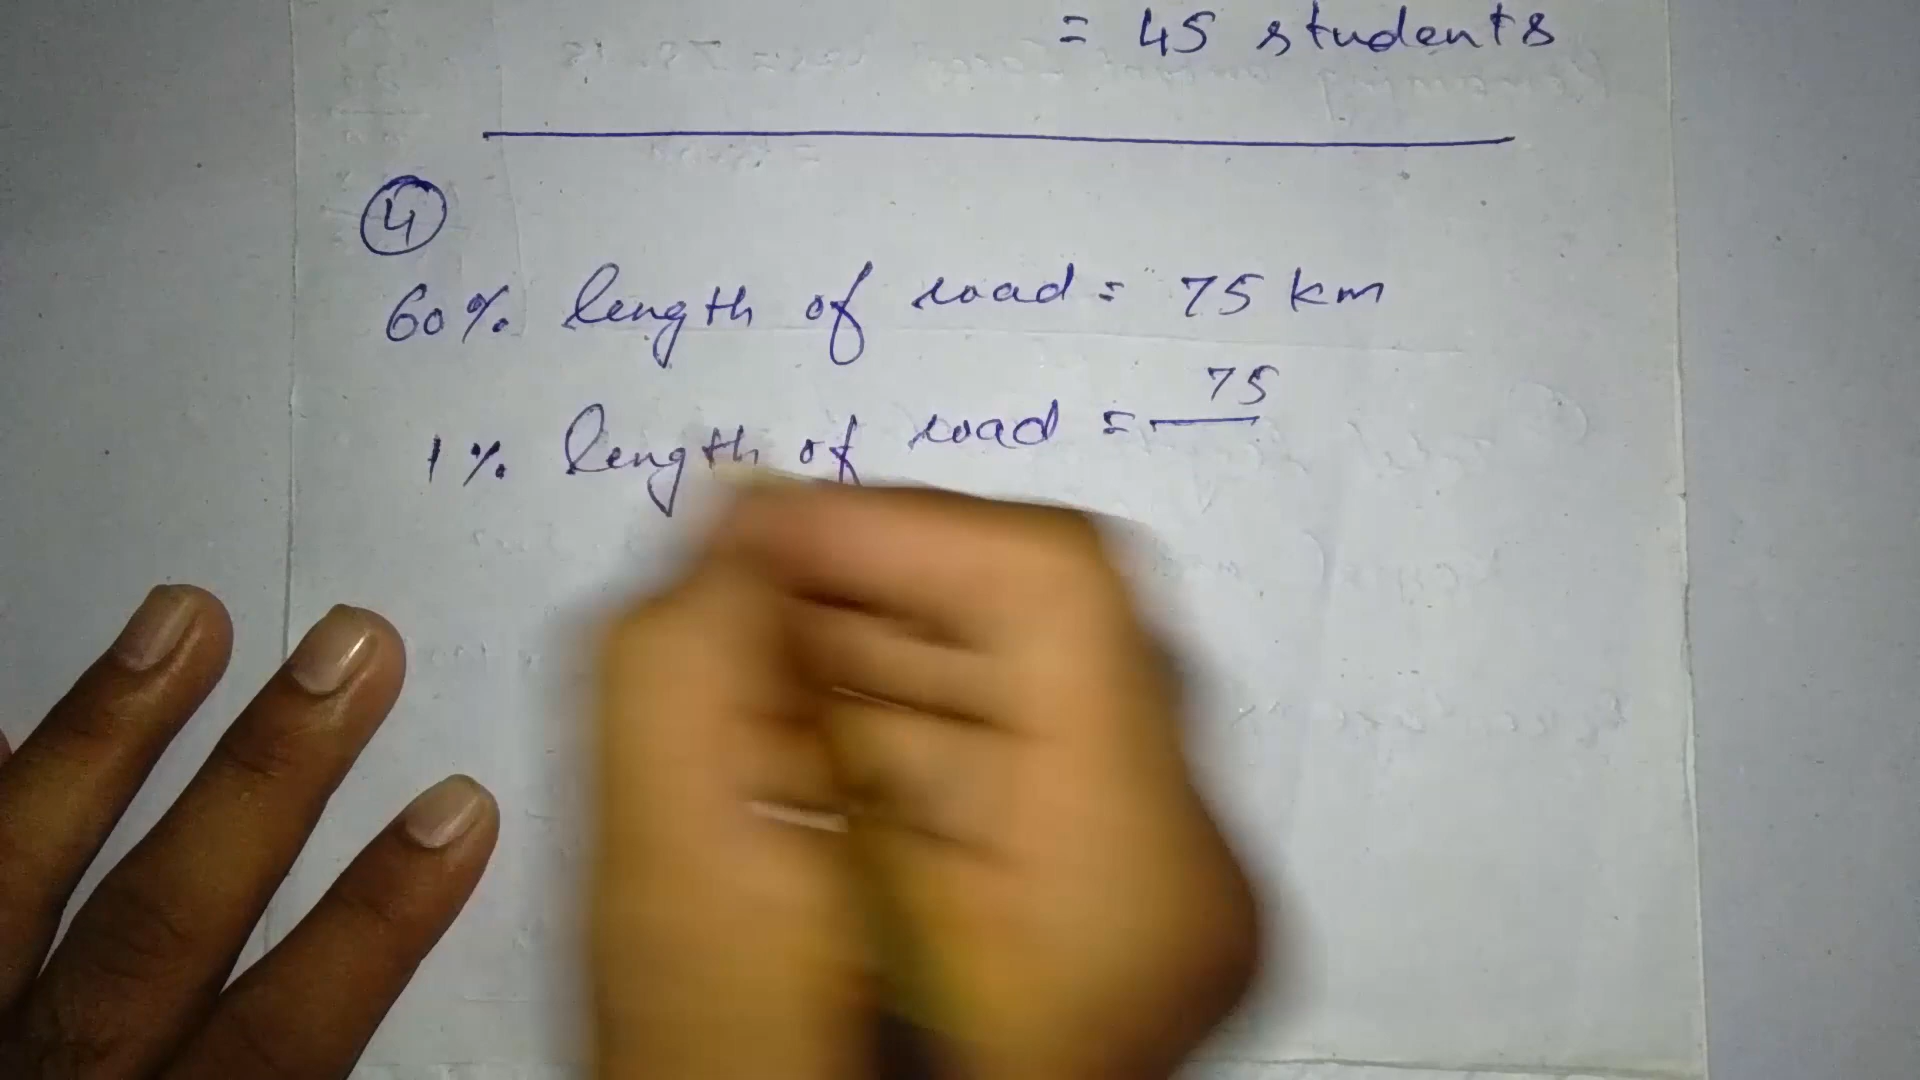 = 45 students
4
60% length of road = 75 km
75
1% length of road =